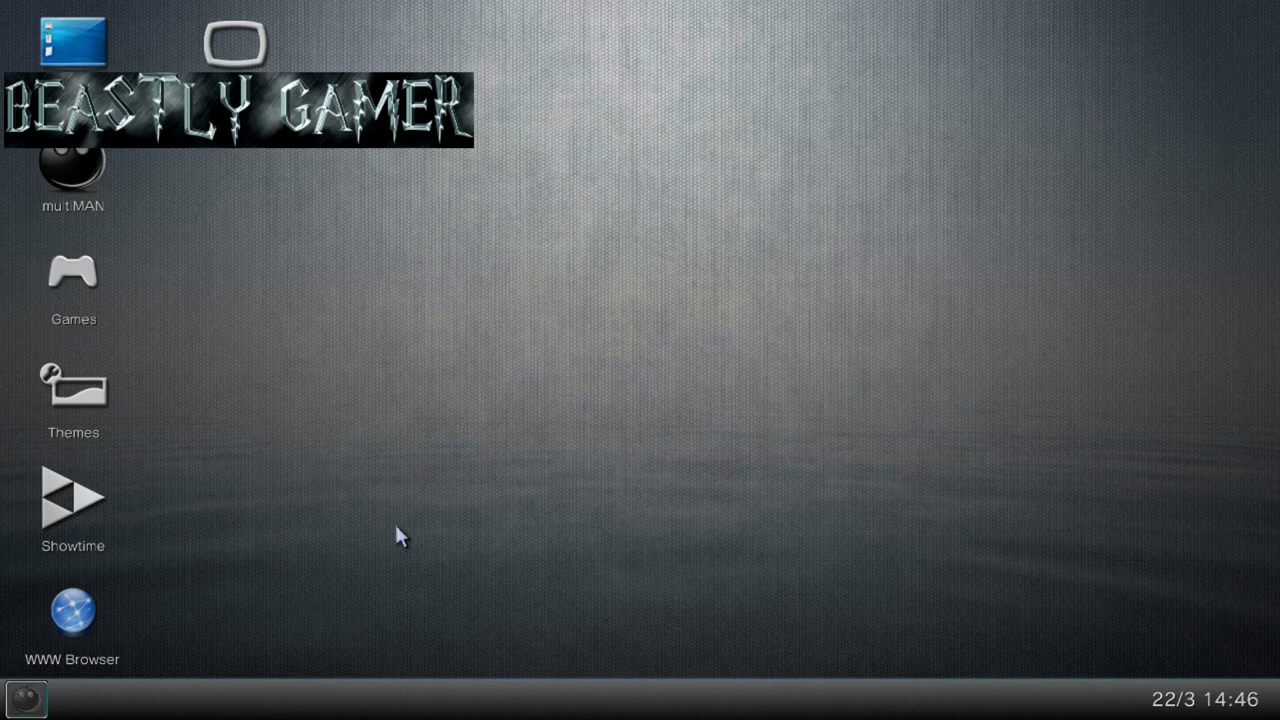 BEASTLY GAMER
multiMAN
Games
Themes
Showtime
WWW Browser
22/3 14:46